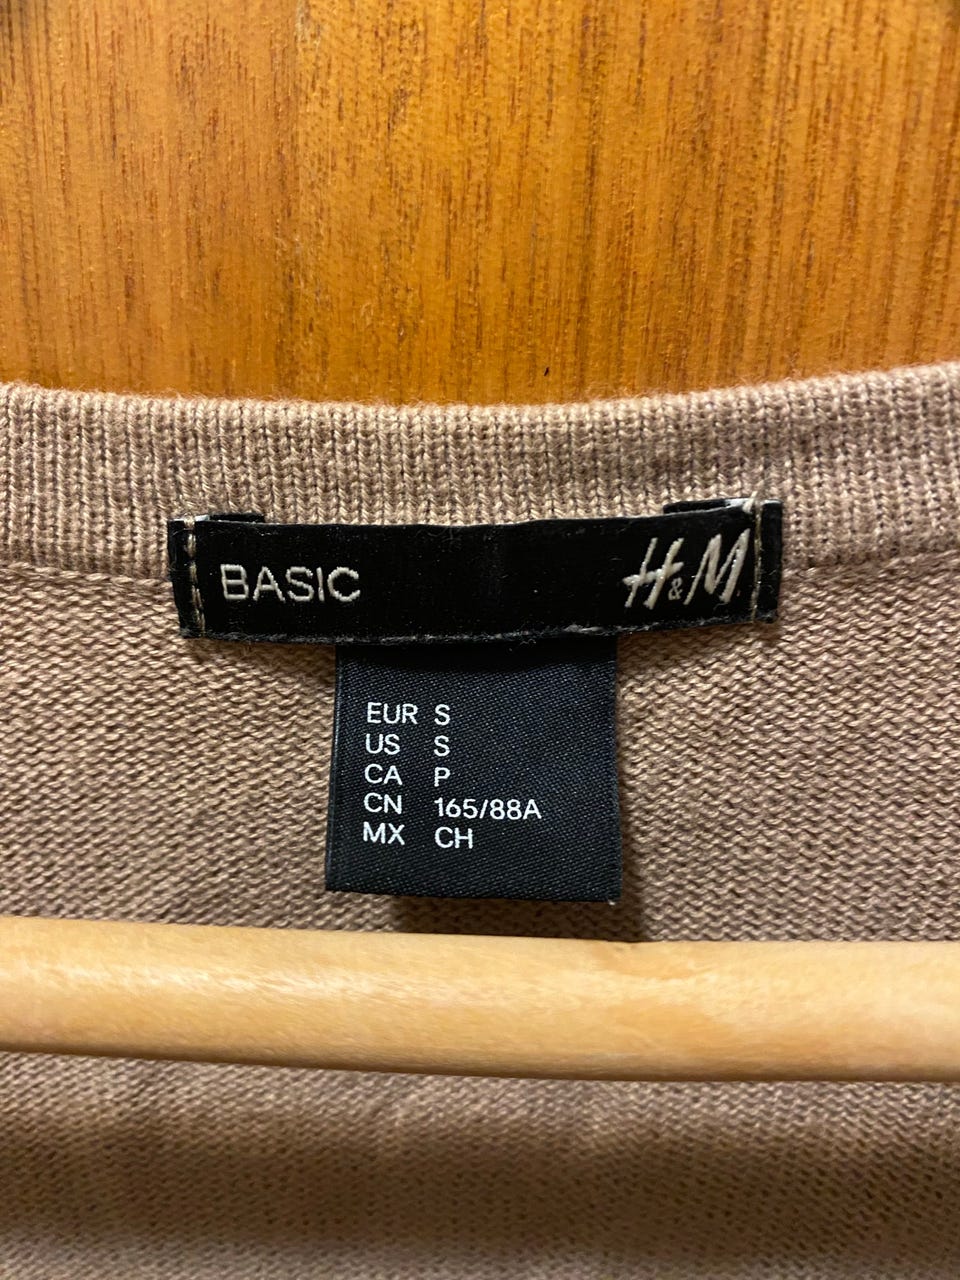 BASIC H&M
EUR S
US S
CA P
CN 165/88A
MX CH